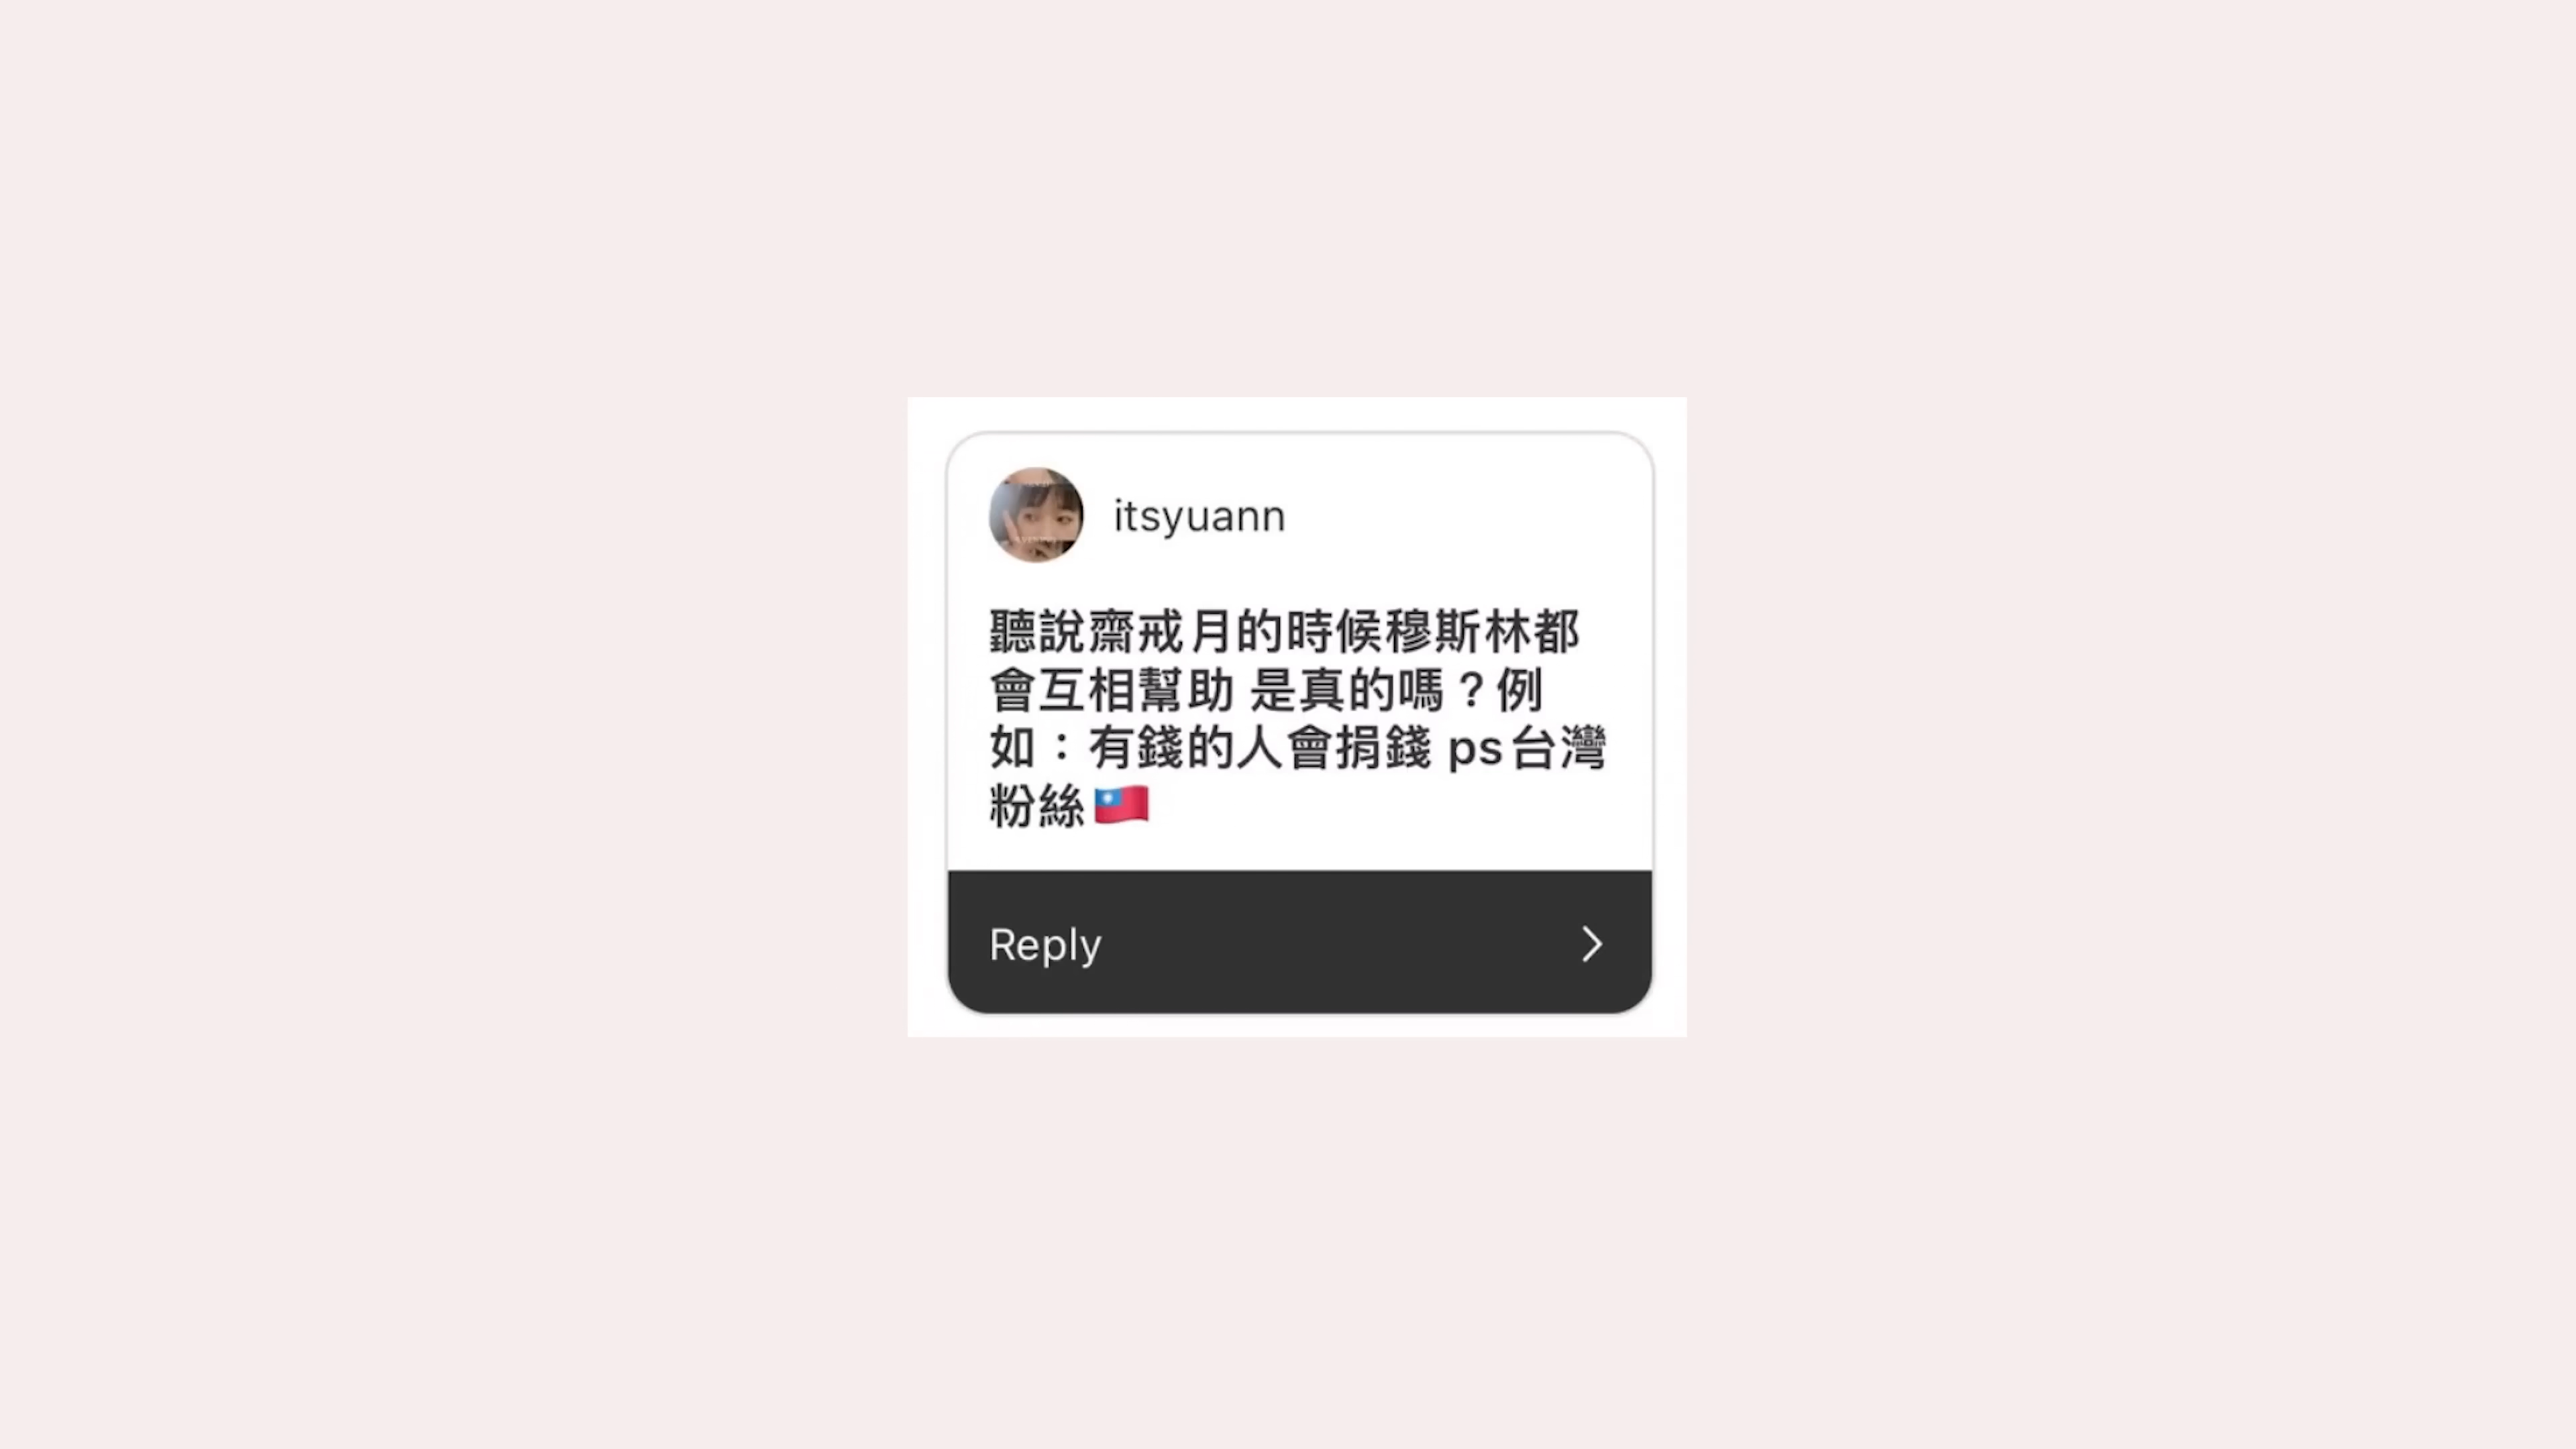 itsyuann
聽說齋戒月的時候穆斯林都
會互相幫助 是真的嗎？例
如：有錢的人會捐錢 ps台灣
粉絲🇹🇼
Reply